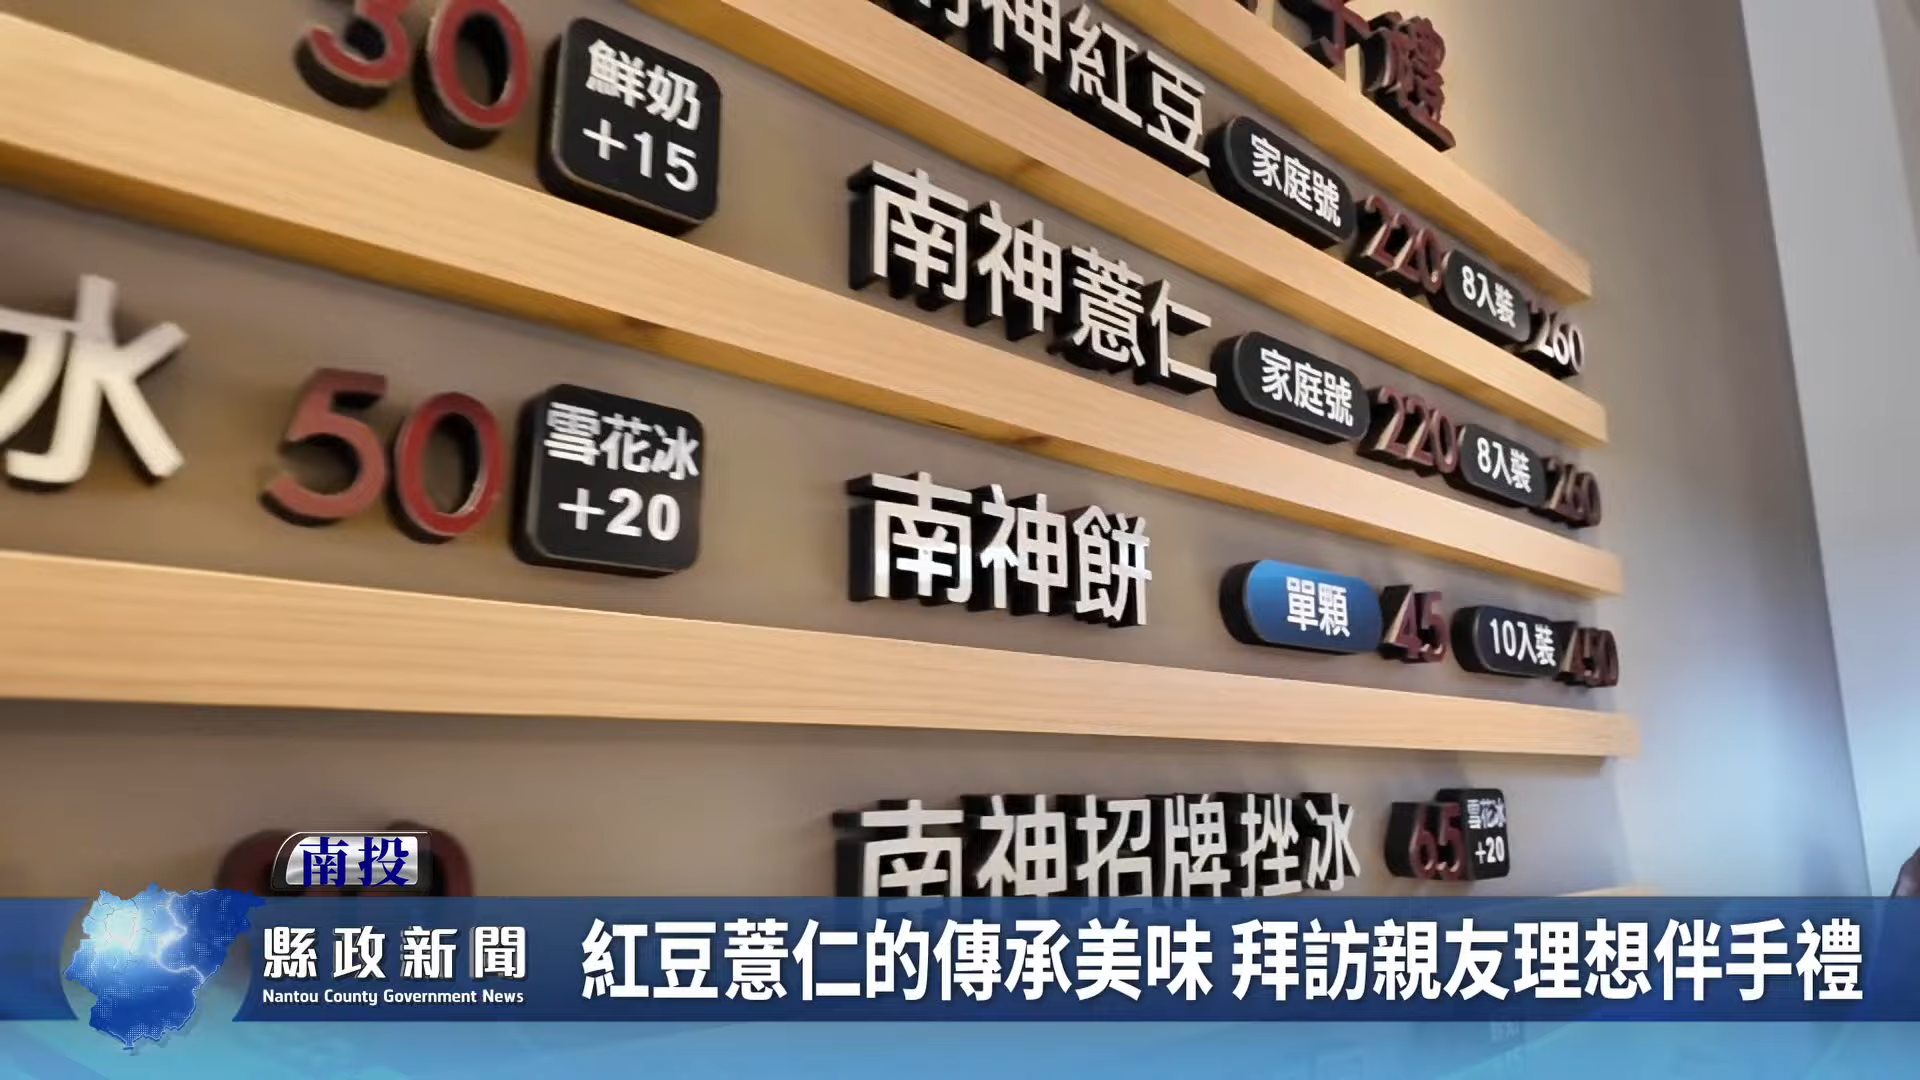 手禮
30 鮮奶 +15
神紅豆 家庭號 220 8入裝 260
南神薏仁 家庭號 220 8入裝 260
水 50 雪花冰 +20
南神餅 單顆 45 10入裝 450
南神招牌挫冰 65 雪花冰 +20
南投
縣政新聞
Nantou County Government News
紅豆薏仁的傳承美味 拜訪親友理想伴手禮